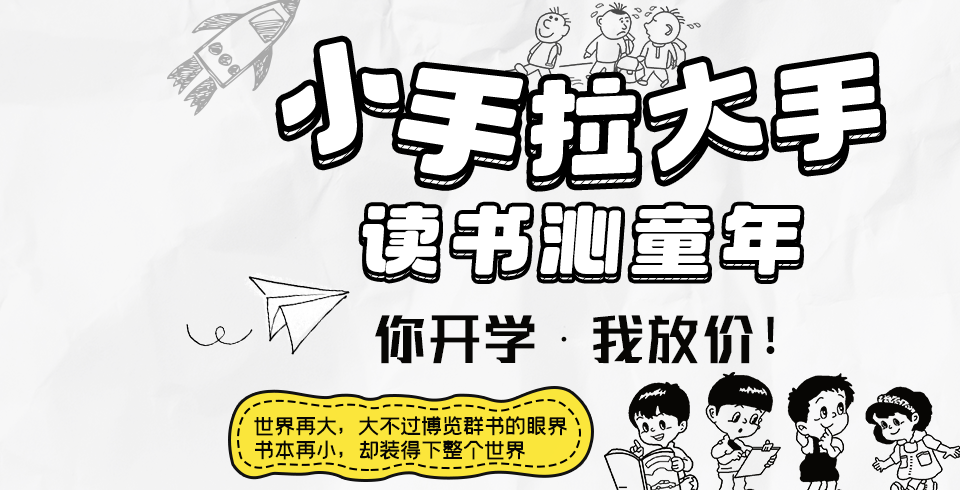 小手拉大手
读书沁童年
你开学·我放价!
世界再大，大不过博览群书的眼界
书本再小，却装得下整个世界